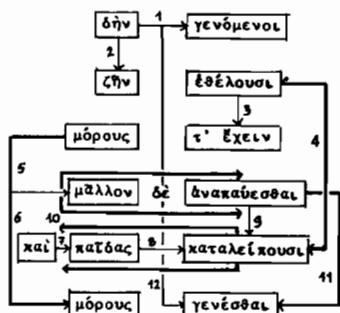 δὴν 1 γενόμενοι
2
ζῆν ἐθέλουσι
3
μόρους τ' ἔχειν 4
5
μᾶλλον δὲ ἀναπαύεσθαι
6 10 9
καὶ 7 παῖδας 8 καταλείπουσι
12 11
μόρους γενέσθαι